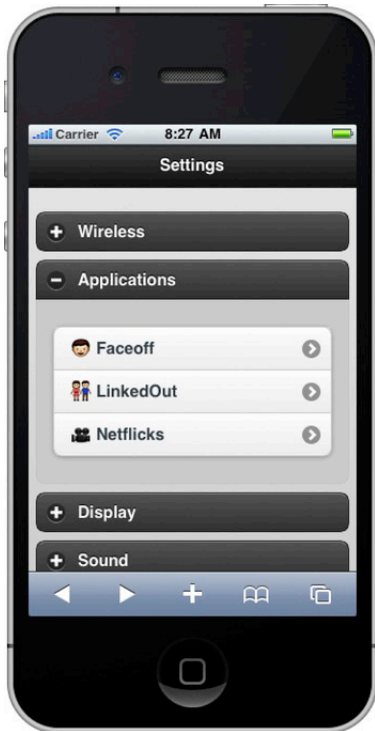 Carrier 8:27 AM
Settings
Wireless
Applications
Faceoff
LinkedOut
Netflicks
Display
Sound